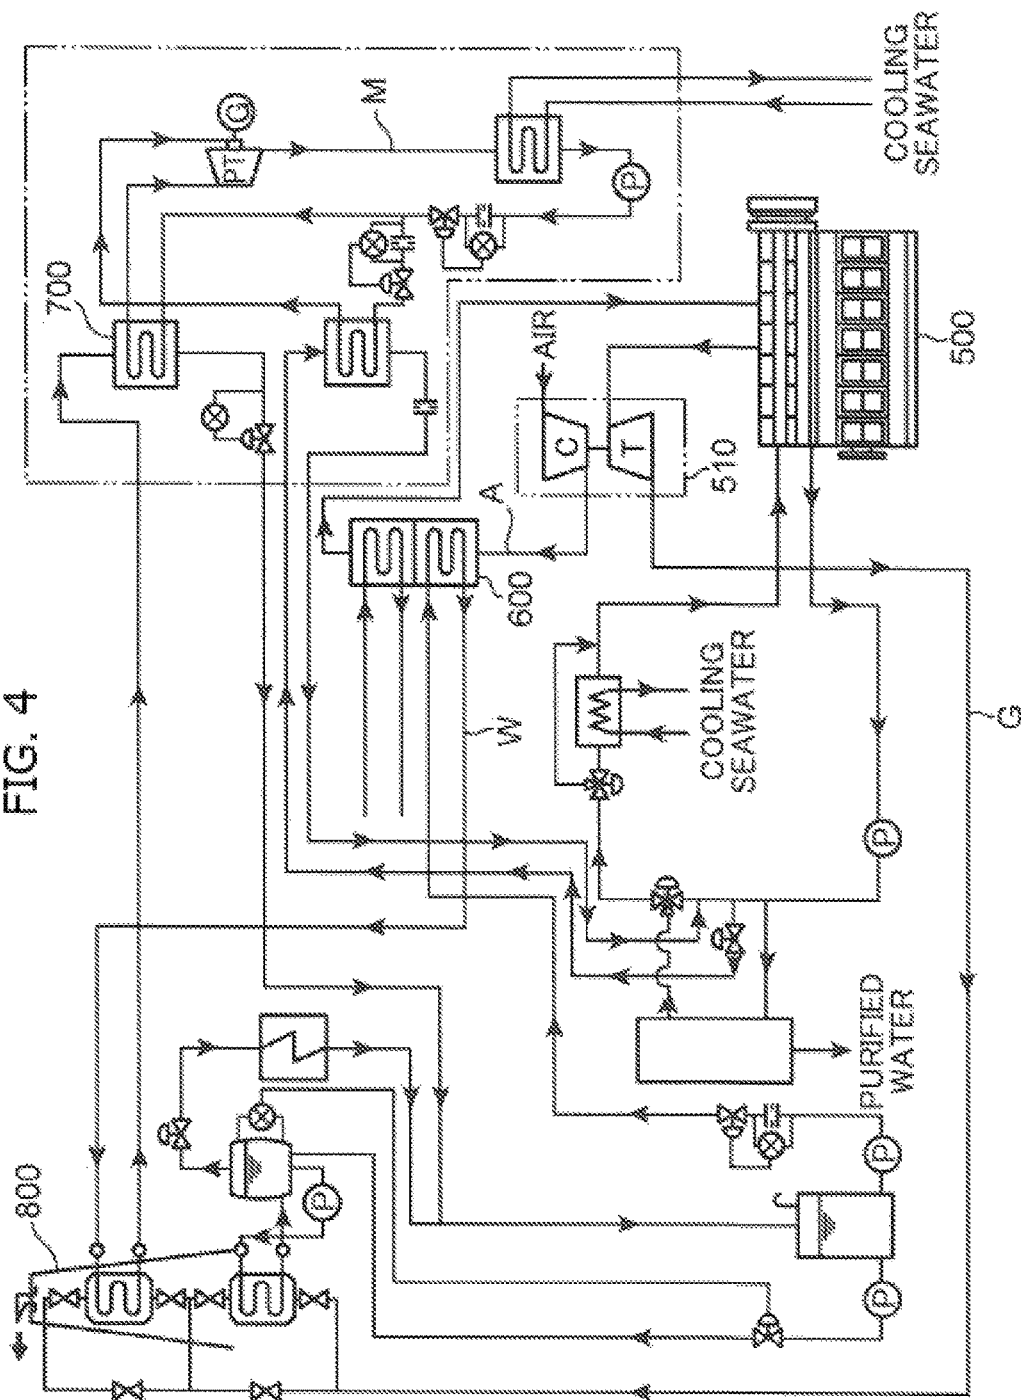 FIG. 4
800
700
PT
G
M
P
COOLING
SEAWATER
AIR
C
T
510
500
A
600
W
COOLING
SEAWATER
G
P
P
PURIFIED
WATER
P
P